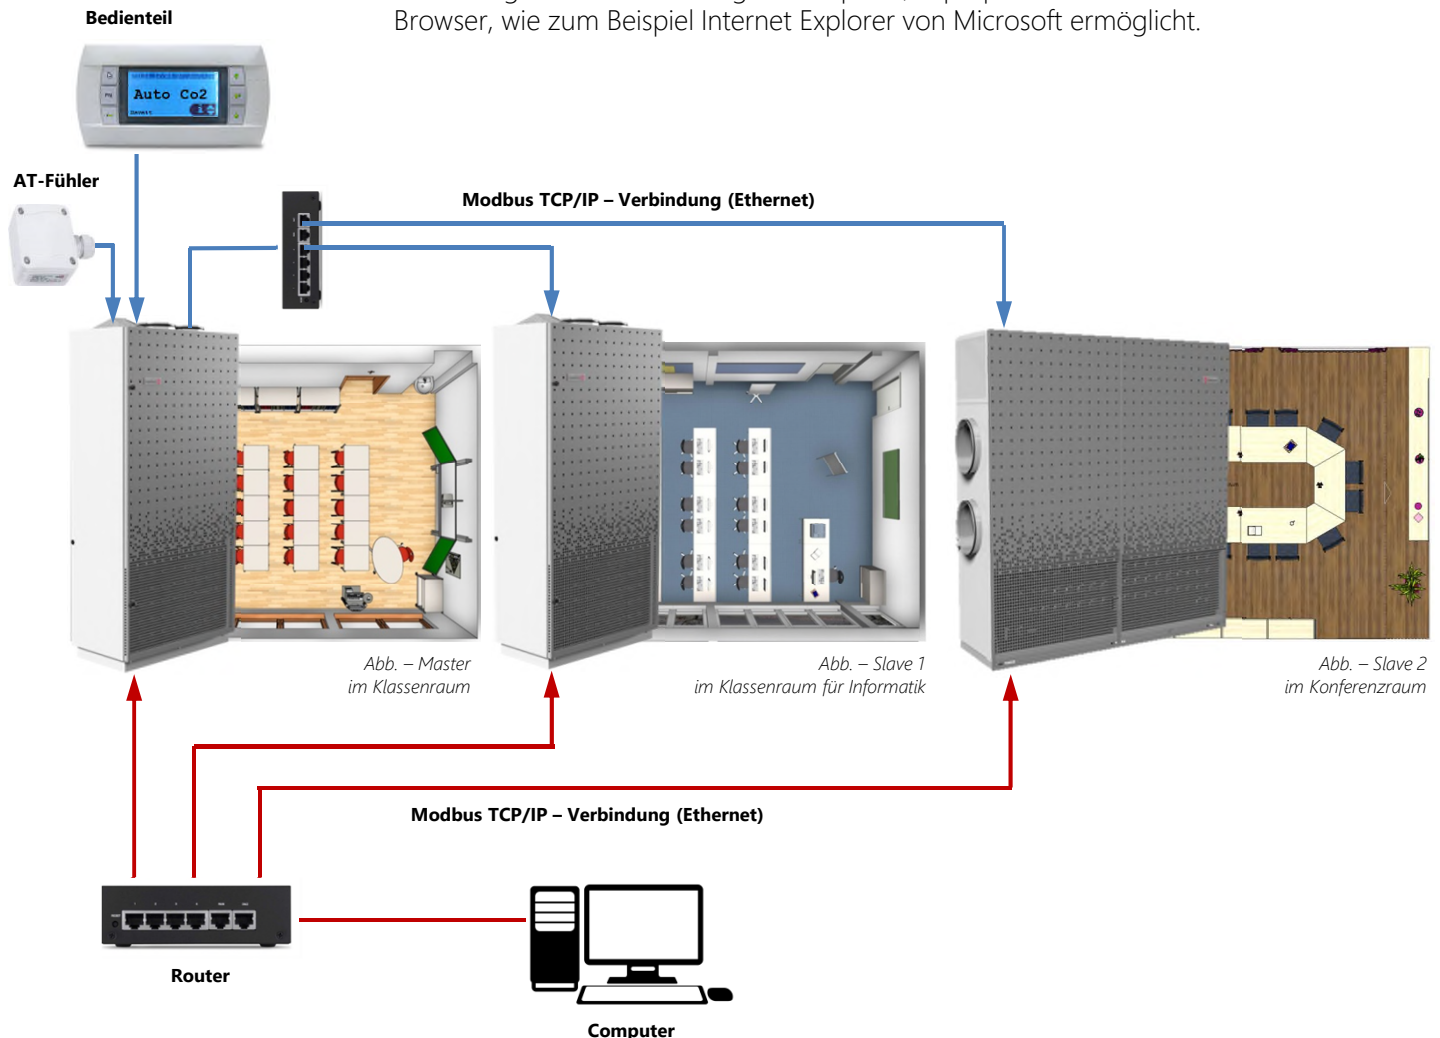 Browser, wie zum Beispiel Internet Explorer von Microsoft ermöglicht.
Bedienteil
Auto Co2
AT-Fühler
Modbus TCP/IP – Verbindung (Ethernet)
Abb. – Master
im Klassenraum
Abb. – Slave 1
im Klassenraum für Informatik
Abb. – Slave 2
im Konferenzraum
Modbus TCP/IP – Verbindung (Ethernet)
Router
Computer